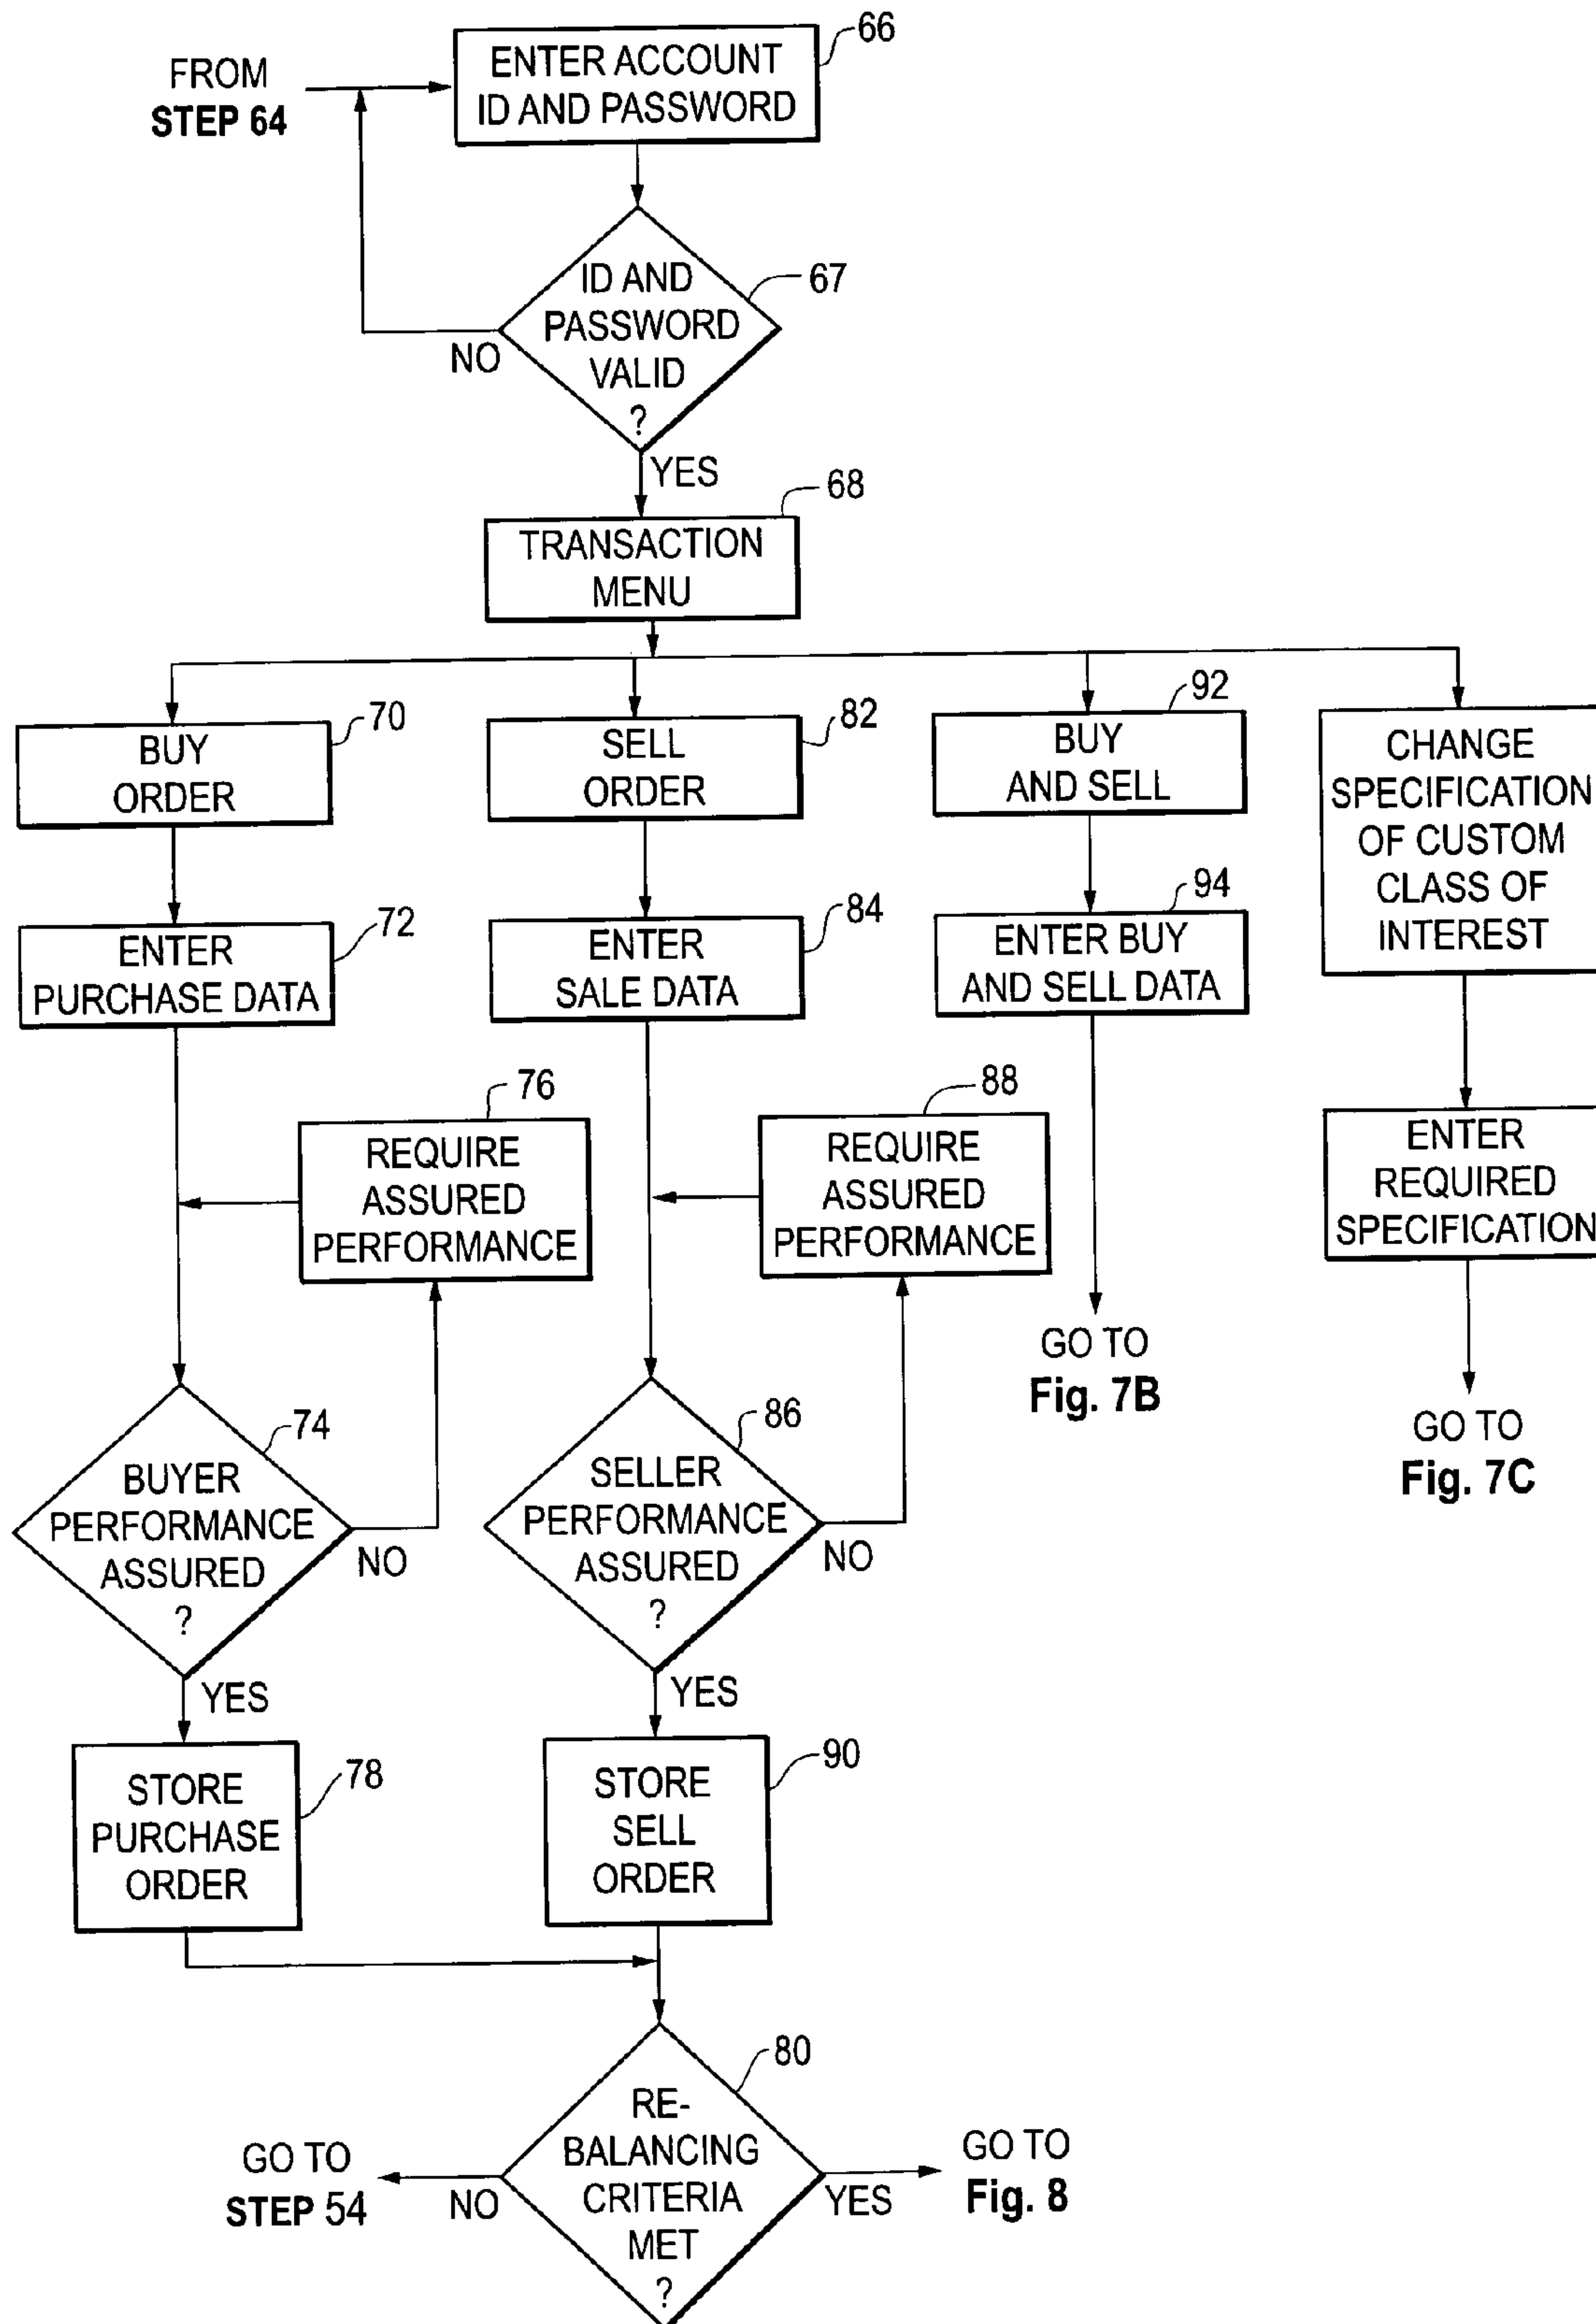 66
ENTER ACCOUNT
ID AND PASSWORD
FROM
STEP 64
67
ID AND
PASSWORD
VALID
?
NO
YES
68
TRANSACTION
MENU
70
BUY
ORDER
82
SELL
ORDER
92
BUY
AND SELL
CHANGE
SPECIFICATION
OF CUSTOM
CLASS OF
INTEREST
72
ENTER
PURCHASE DATA
84
ENTER
SALE DATA
94
ENTER BUY
AND SELL DATA
76
REQUIRE
ASSURED
PERFORMANCE
88
REQUIRE
ASSURED
PERFORMANCE
ENTER
REQUIRED
SPECIFICATION
GO TO
Fig. 7B
GO TO
Fig. 7C
74
BUYER
PERFORMANCE
ASSURED
?
NO
YES
86
SELLER
PERFORMANCE
ASSURED
?
NO
YES
78
STORE
PURCHASE
ORDER
90
STORE
SELL
ORDER
80
RE-
BALANCING
CRITERIA
MET
?
GO TO
STEP 54
NO
YES
GO TO
Fig. 8